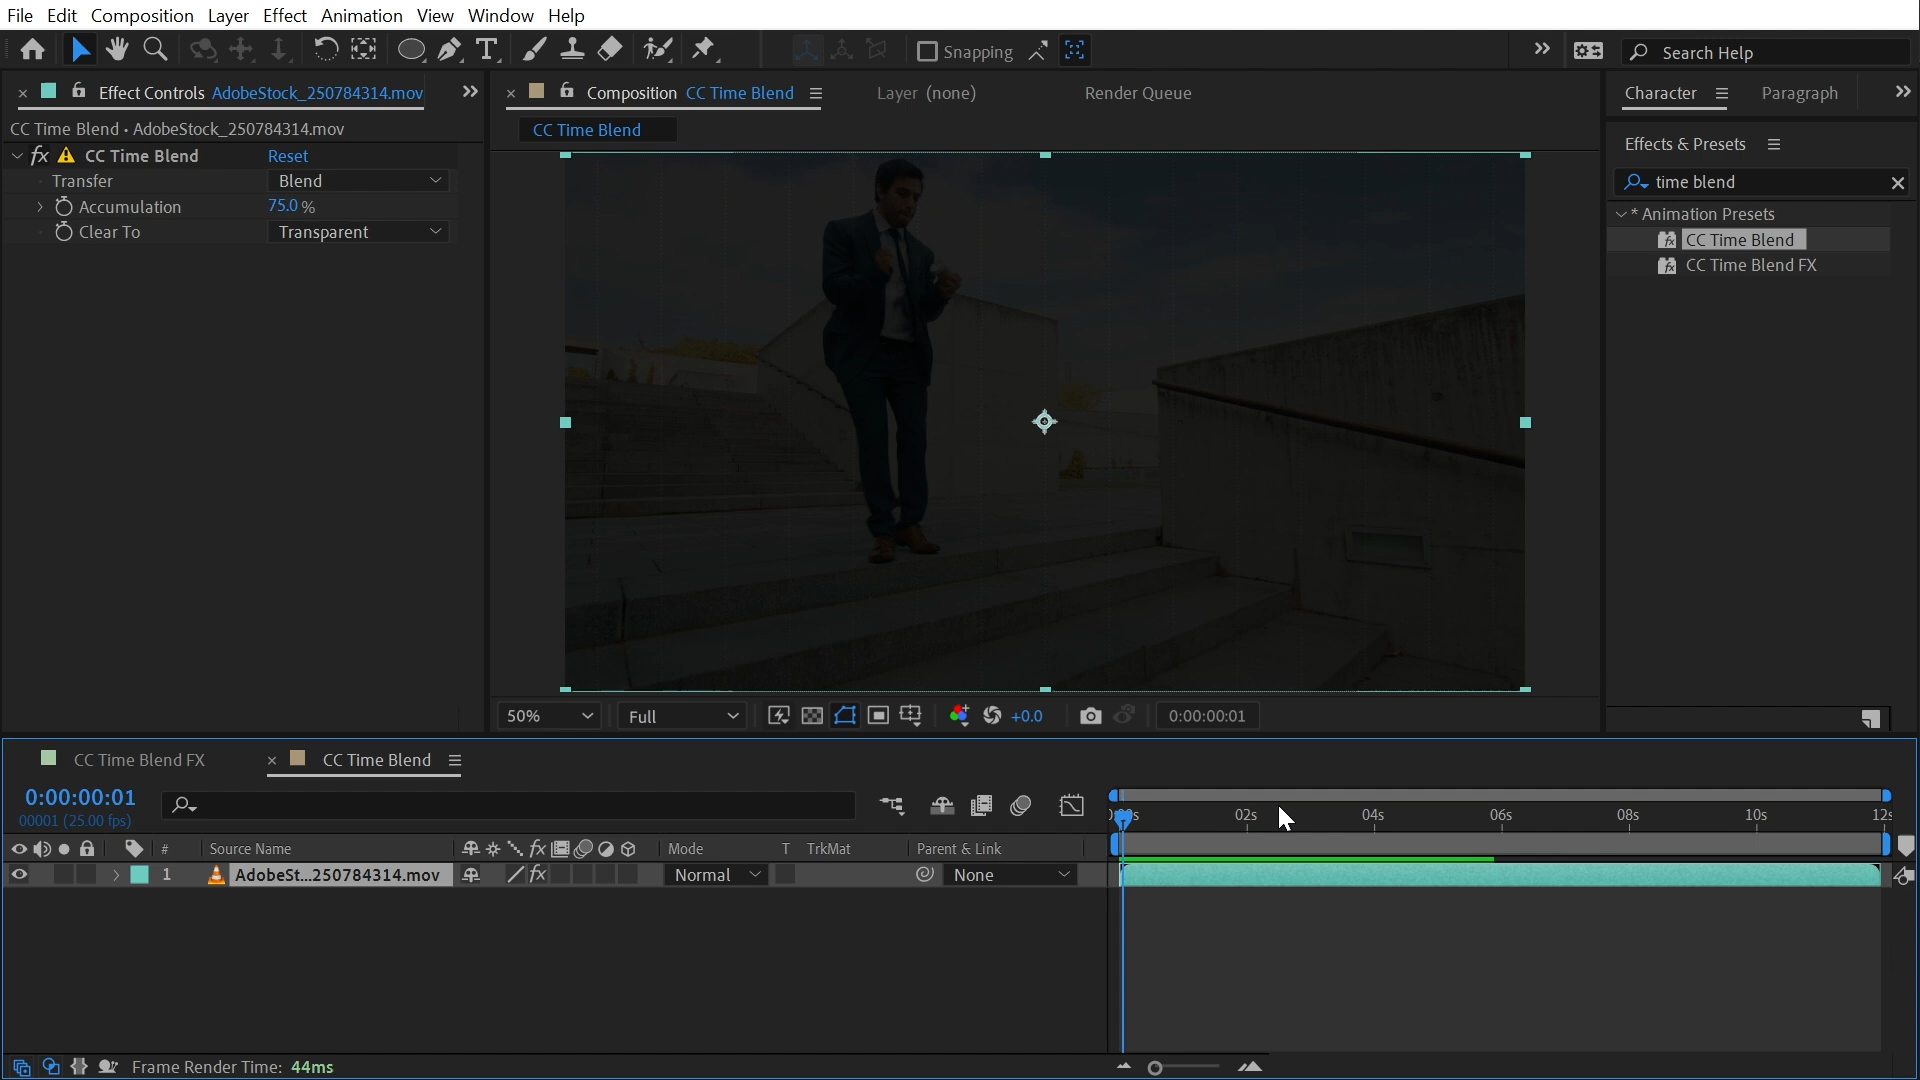 File Edit Composition Layer Effect Animation View Window Help
Snapping
Search Help
Effect Controls AdobeStock_250784314.mov
Composition CC Time Blend
Layer (none)
Render Queue
Character
Paragraph
CC Time Blend • AdobeStock_250784314.mov
CC Time Blend
Effects & Presets
fx CC Time Blend Reset
Transfer Blend
Accumulation 75.0 %
Clear To Transparent
time blend
* Animation Presets
CC Time Blend
CC Time Blend FX
50% Full +0.0 0:00:00:01
CC Time Blend FX
CC Time Blend
0:00:00:01
00001 (25.00 fps)
02s 04s 06s 08s 10s
# Source Name fx Mode T TrkMat Parent & Link
1 AdobeSt...250784314.mov fx Normal None
Frame Render Time: 44ms